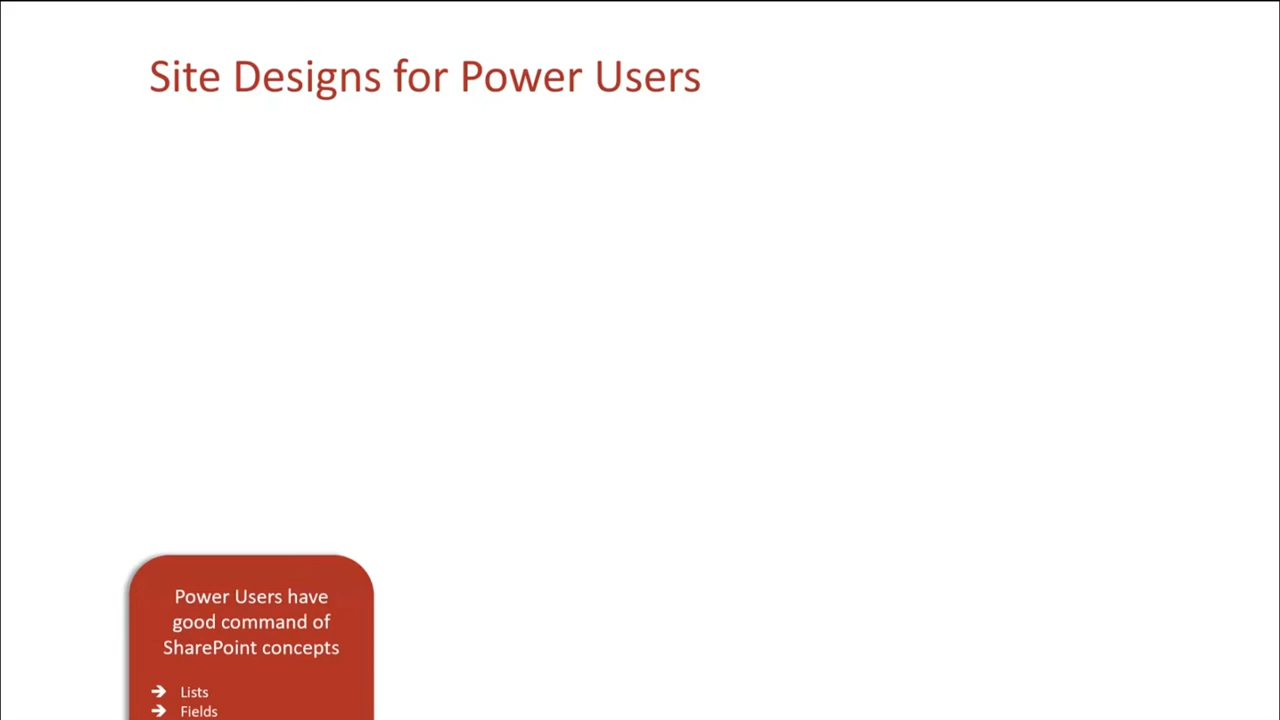 Site Designs for Power Users
Power Users have
good command of
SharePoint concepts
➔ Lists
➔ Fields